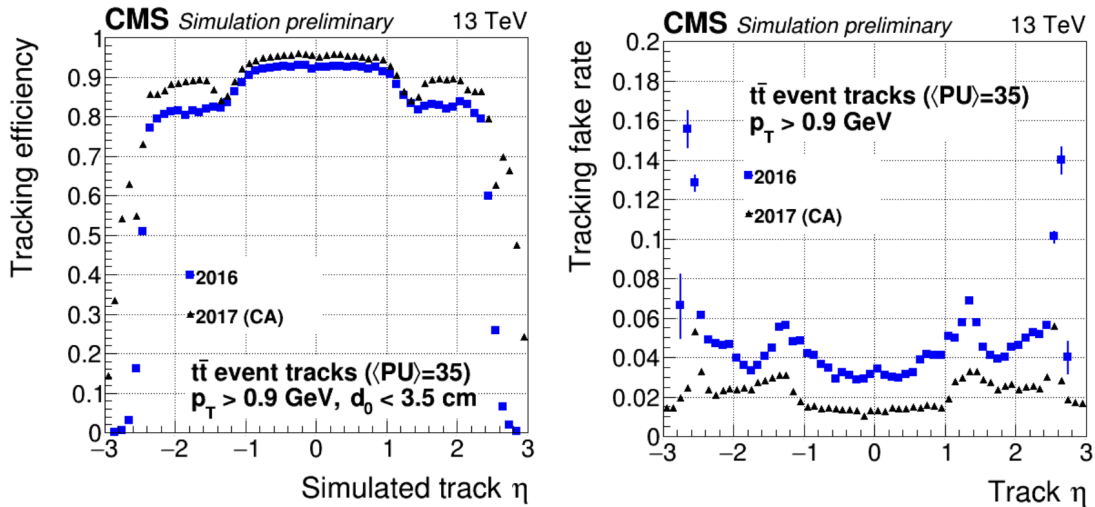 CMS Simulation preliminary 13 TeV
Tracking efficiency
1
0.9
0.8
0.7
0.6
0.5
0.4
0.3
0.2
0.1
0
2016
2017 (CA)
tt̄ event tracks (⟨PU⟩=35)
p_T > 0.9 GeV, d_0 < 3.5 cm
−3 −2 −1 0 1 2 3
Simulated track η
CMS Simulation preliminary 13 TeV
Tracking fake rate
0.2
0.18
0.16
0.14
0.12
0.1
0.08
0.06
0.04
0.02
0
tt̄ event tracks (⟨PU⟩=35)
p_T > 0.9 GeV
2016
2017 (CA)
−3 −2 −1 0 1 2 3
Track η